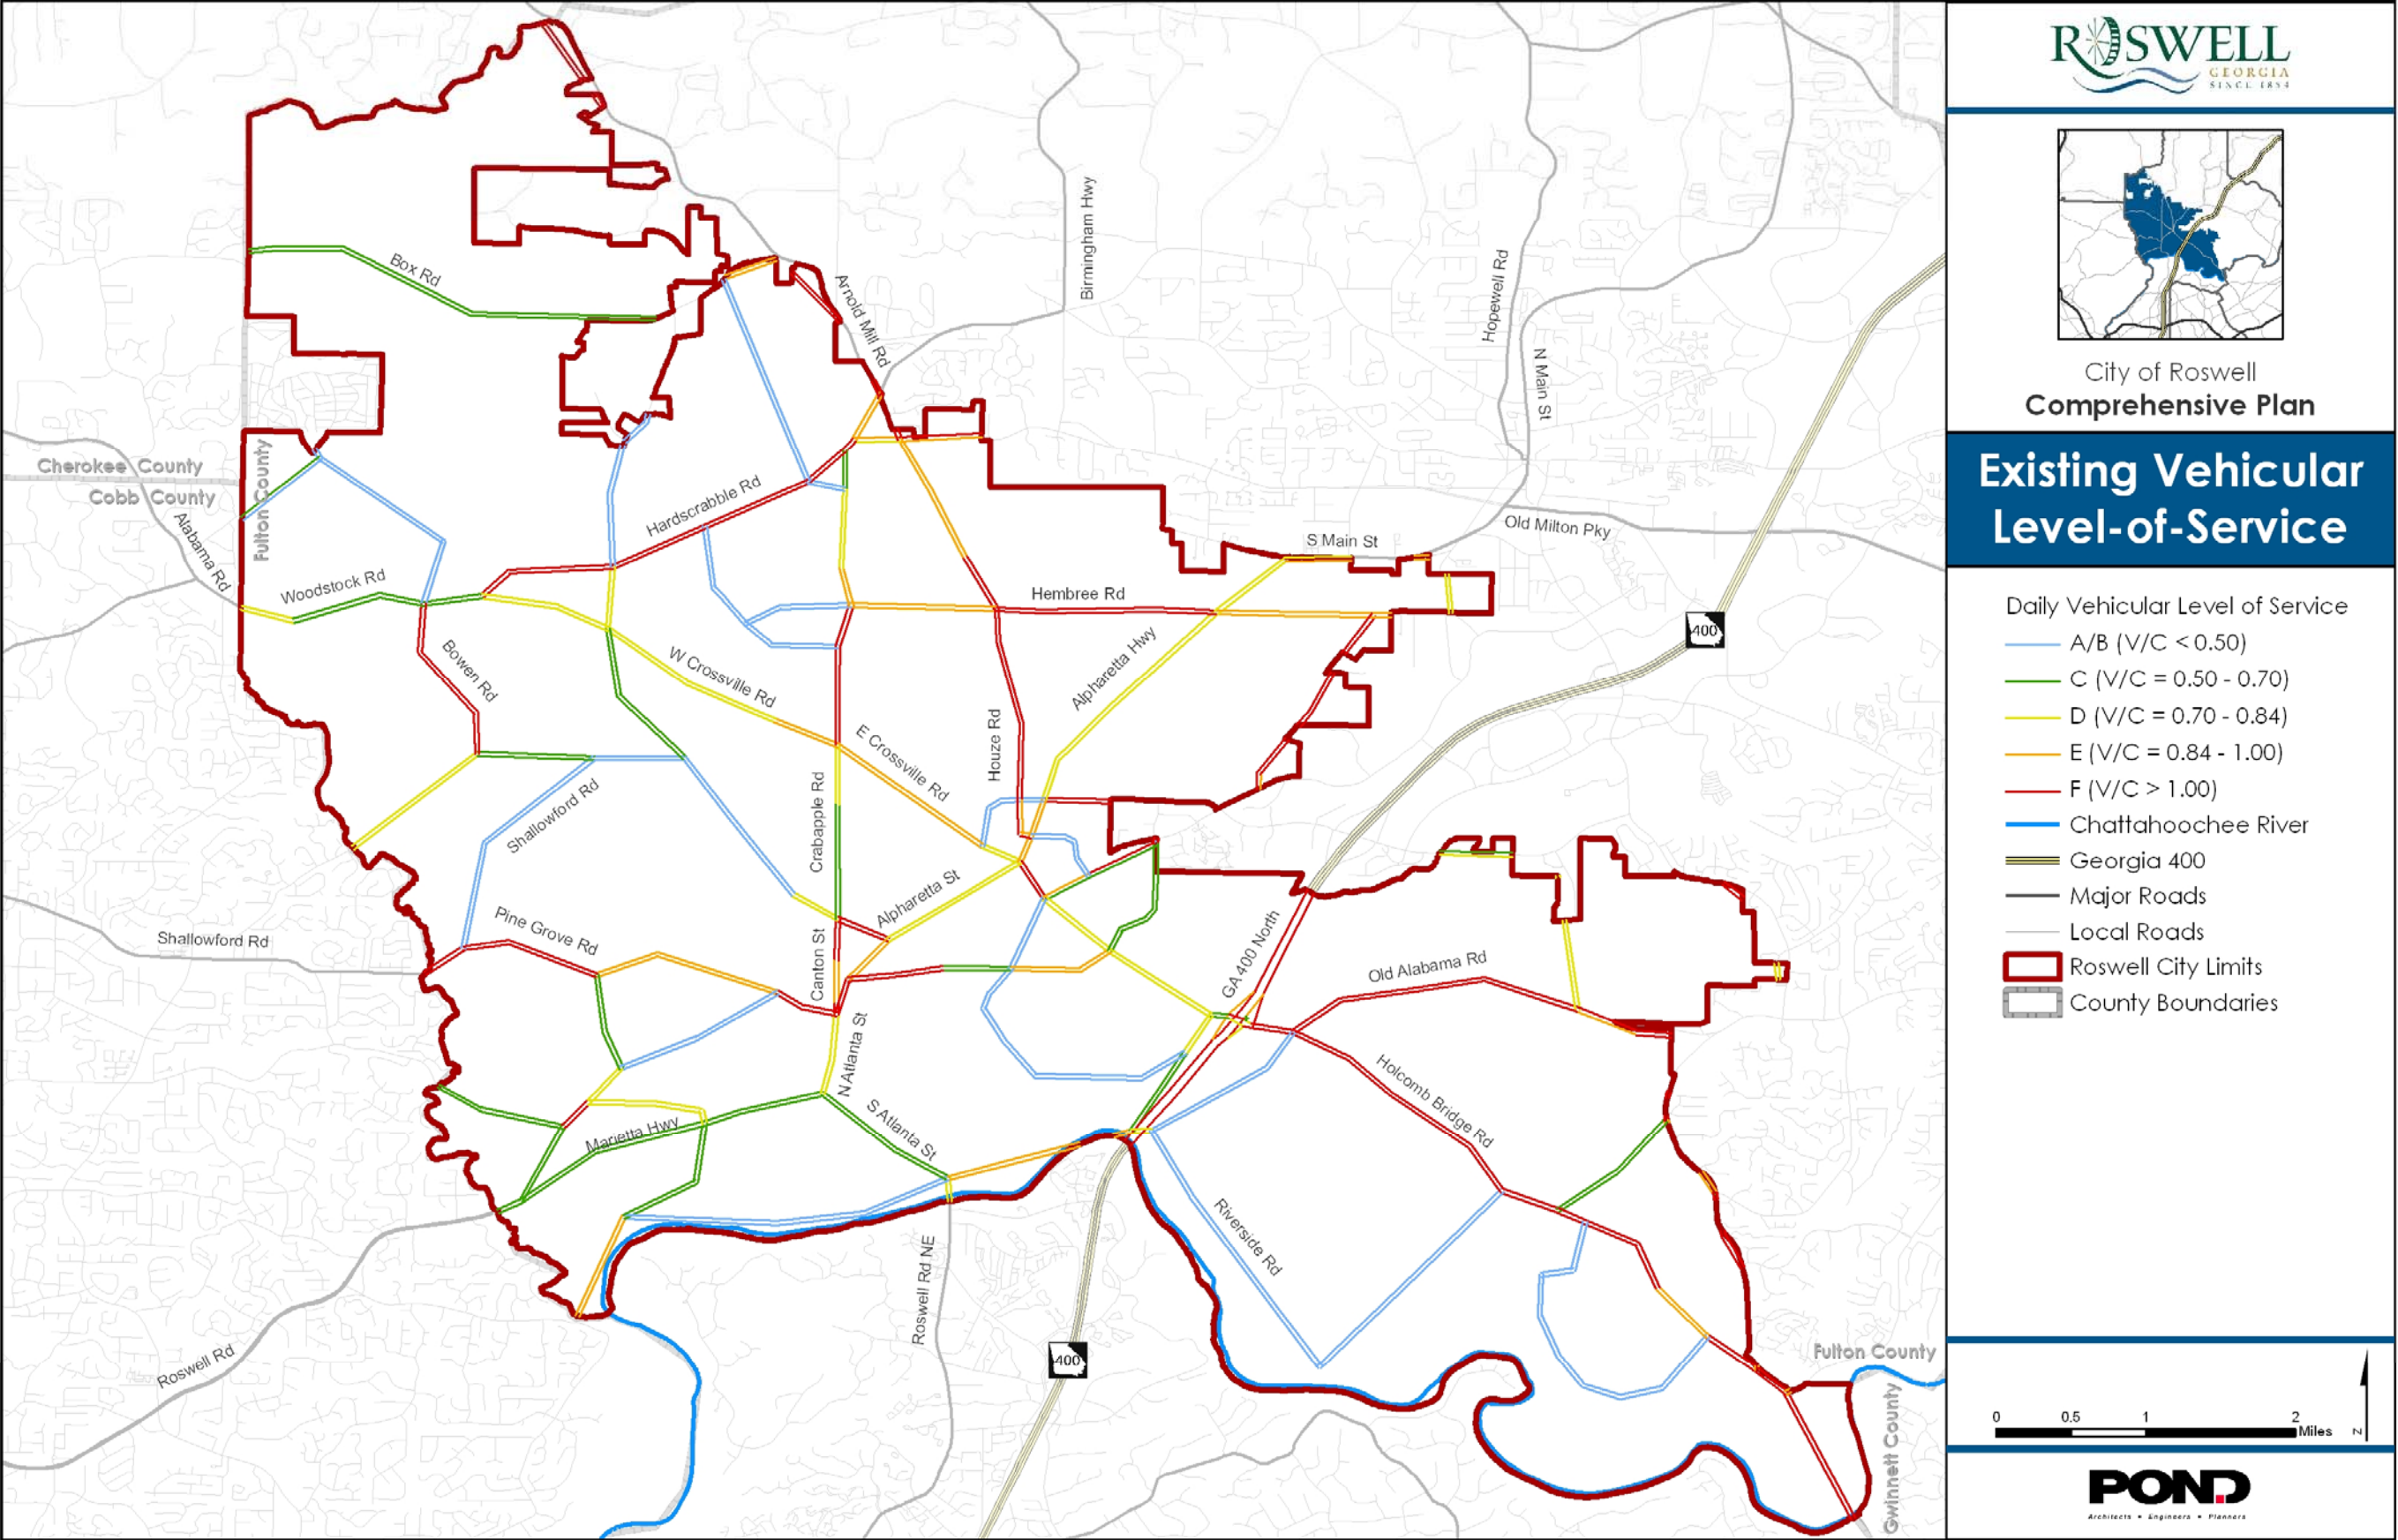 Box Rd
Arnold Mill Rd
Birmingham Hwy
Hopewell Rd
N Main St
Cherokee County
Cobb County
Fulton County
Alabama Rd
Hardscrabble Rd
S Main St
Old Milton Pky
Woodstock Rd
Hembree Rd
400
Bowen Rd
W Crossville Rd
Alpharetta Hwy
E Crossville Rd
Houze Rd
Shallowford Rd
Crabapple Rd
Alpharetta St
Pine Grove Rd
Shallowford Rd
Canton St
GA 400 North
Old Alabama Rd
N Atlanta St
Holcomb Bridge Rd
S Atlanta St
Marietta Hwy
Riverside Rd
Roswell Rd NE
400
Roswell Rd
Fulton County
Gwinnett County
ROSWELL
GEORGIA
SINCE 1854
City of Roswell
Comprehensive Plan
Existing Vehicular
Level-of-Service
Daily Vehicular Level of Service
A/B (V/C < 0.50)
C (V/C = 0.50 - 0.70)
D (V/C = 0.70 - 0.84)
E (V/C = 0.84 - 1.00)
F (V/C > 1.00)
Chattahoochee River
Georgia 400
Major Roads
Local Roads
Roswell City Limits
County Boundaries
0 0.5 1 2
Miles
N
POND
Architects • Engineers • Planners